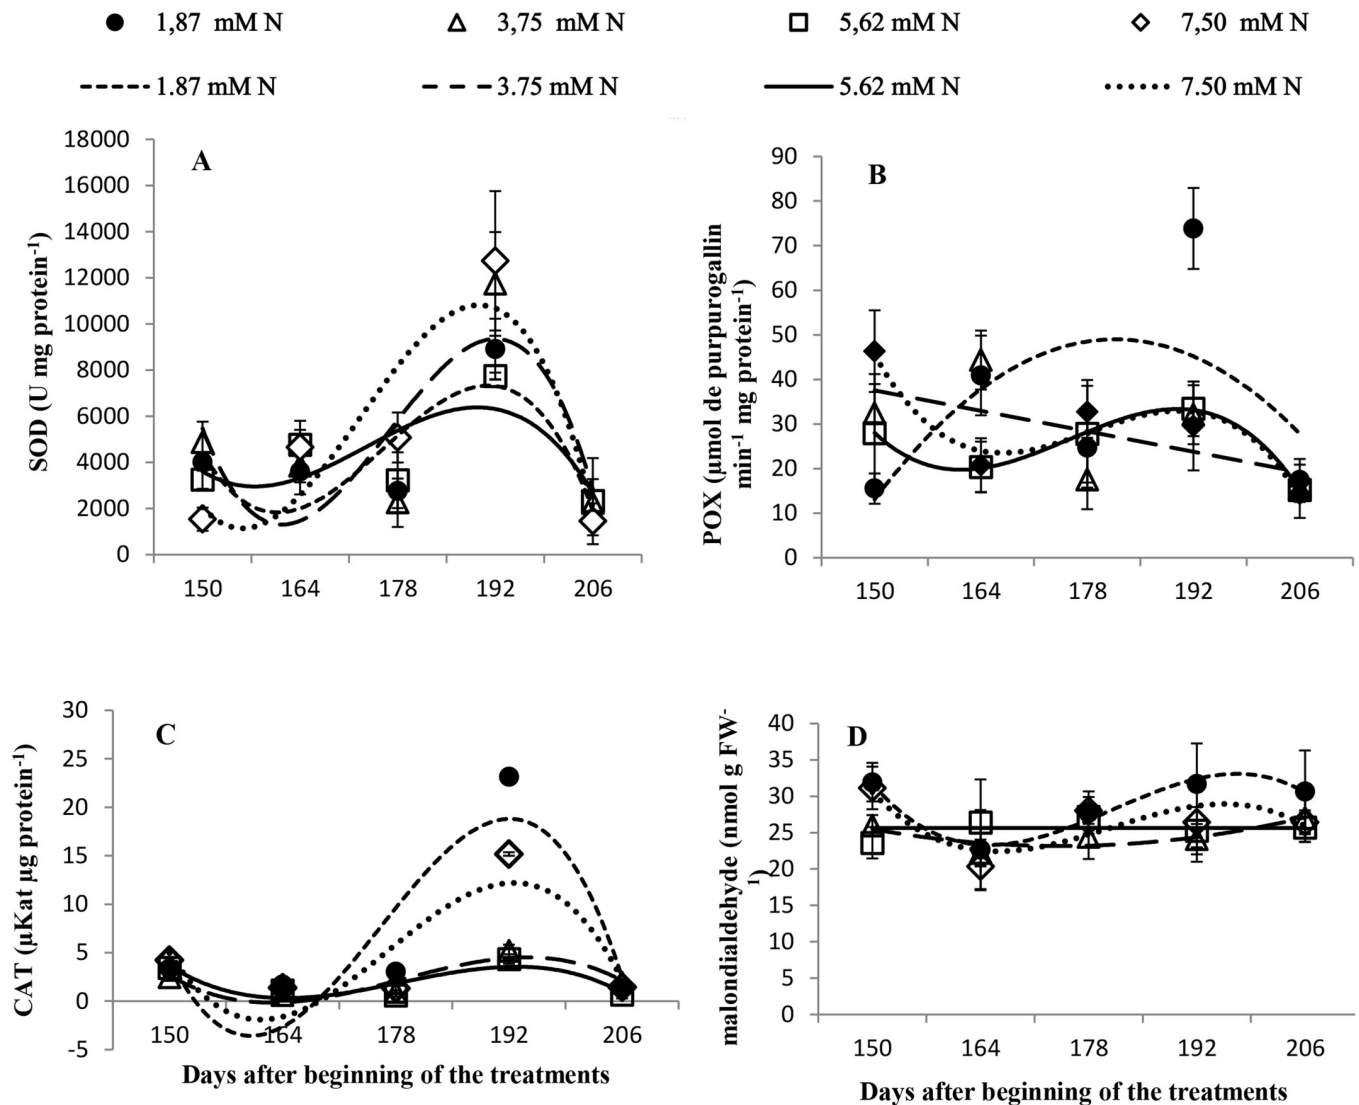 1,87 mM N 3,75 mM N 5,62 mM N 7,50 mM N
1.87 mM N 3.75 mM N 5.62 mM N 7.50 mM N
A
SOD (U mg protein-1)
18000
16000
14000
12000
10000
8000
6000
4000
2000
0
150 164 178 192 206
B
POX (µmol de purpurogallin
min-1 mg protein-1)
90
80
70
60
50
40
30
20
10
0
150 164 178 192 206
C
CAT (µKat µg protein-1)
30
25
20
15
10
5
0
-5
150 164 178 192 206
Days after beginning of the treatments
D
malondialdehyde (nmol g FW-
1)
40
35
30
25
20
15
10
5
0
150 164 178 192 206
Days after beginning of the treatments